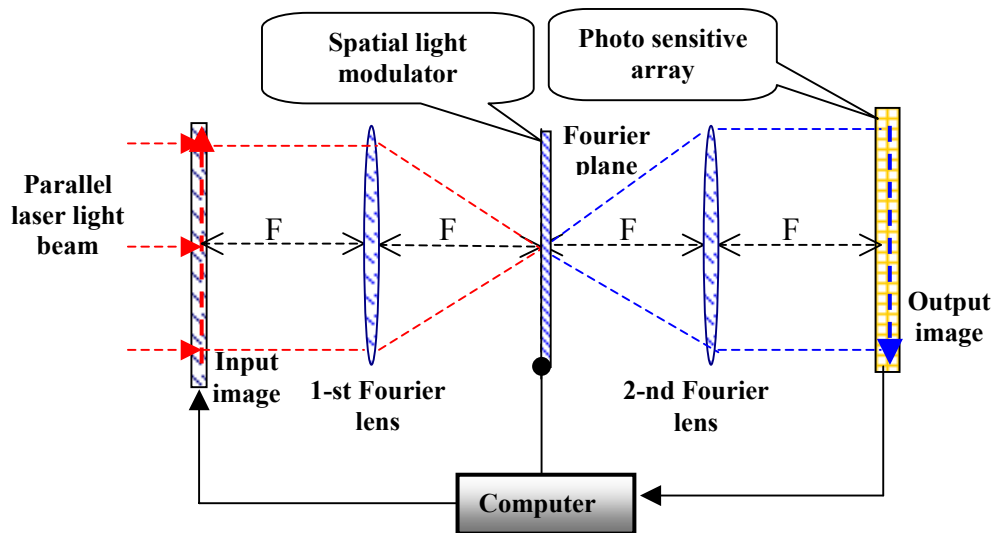 Spatial light
modulator
Photo sensitive
array
Fourier
plane
Parallel
laser light
beam
F
F
F
F
Output
image
Input
image
1-st Fourier
lens
2-nd Fourier
lens
Computer